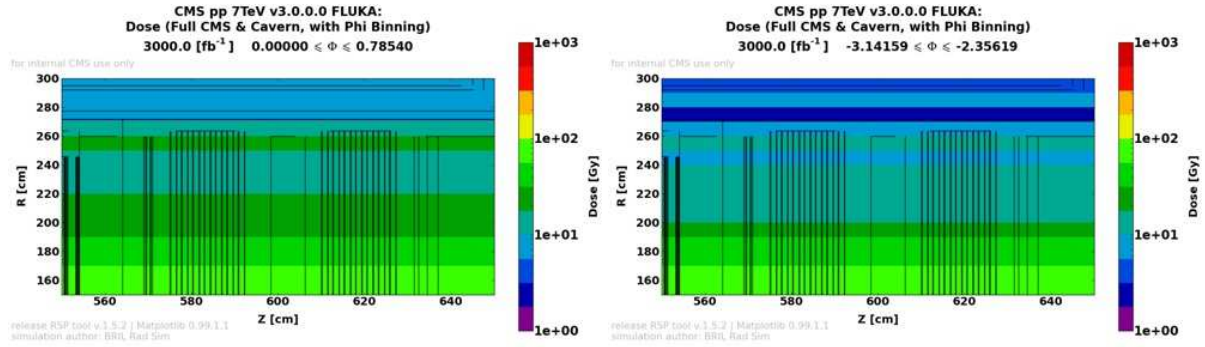 CMS pp 7TeV v3.0.0.0 FLUKA:
Dose (Full CMS & Cavern, with Phi Binning)
3000.0 [fb⁻¹] 0.00000 ⩽ Φ ⩽ 0.78540
for internal CMS use only
300
280
260
240
220
200
180
160
R [cm]
560
580
600
620
640
Z [cm]
1e+03
1e+02
1e+01
1e+00
Dose [Gy]
release RSP tool v.1.5.2 | Matplotlib 0.99.1.1
simulation author: BRIL Rad Sim
CMS pp 7TeV v3.0.0.0 FLUKA:
Dose (Full CMS & Cavern, with Phi Binning)
3000.0 [fb⁻¹] -3.14159 ⩽ Φ ⩽ -2.35619
for internal CMS use only
300
280
260
240
220
200
180
160
R [cm]
560
580
600
620
640
Z [cm]
1e+03
1e+02
1e+01
1e+00
Dose [Gy]
release RSP tool v.1.5.2 | Matplotlib 0.99.1.1
simulation author: BRIL Rad Sim